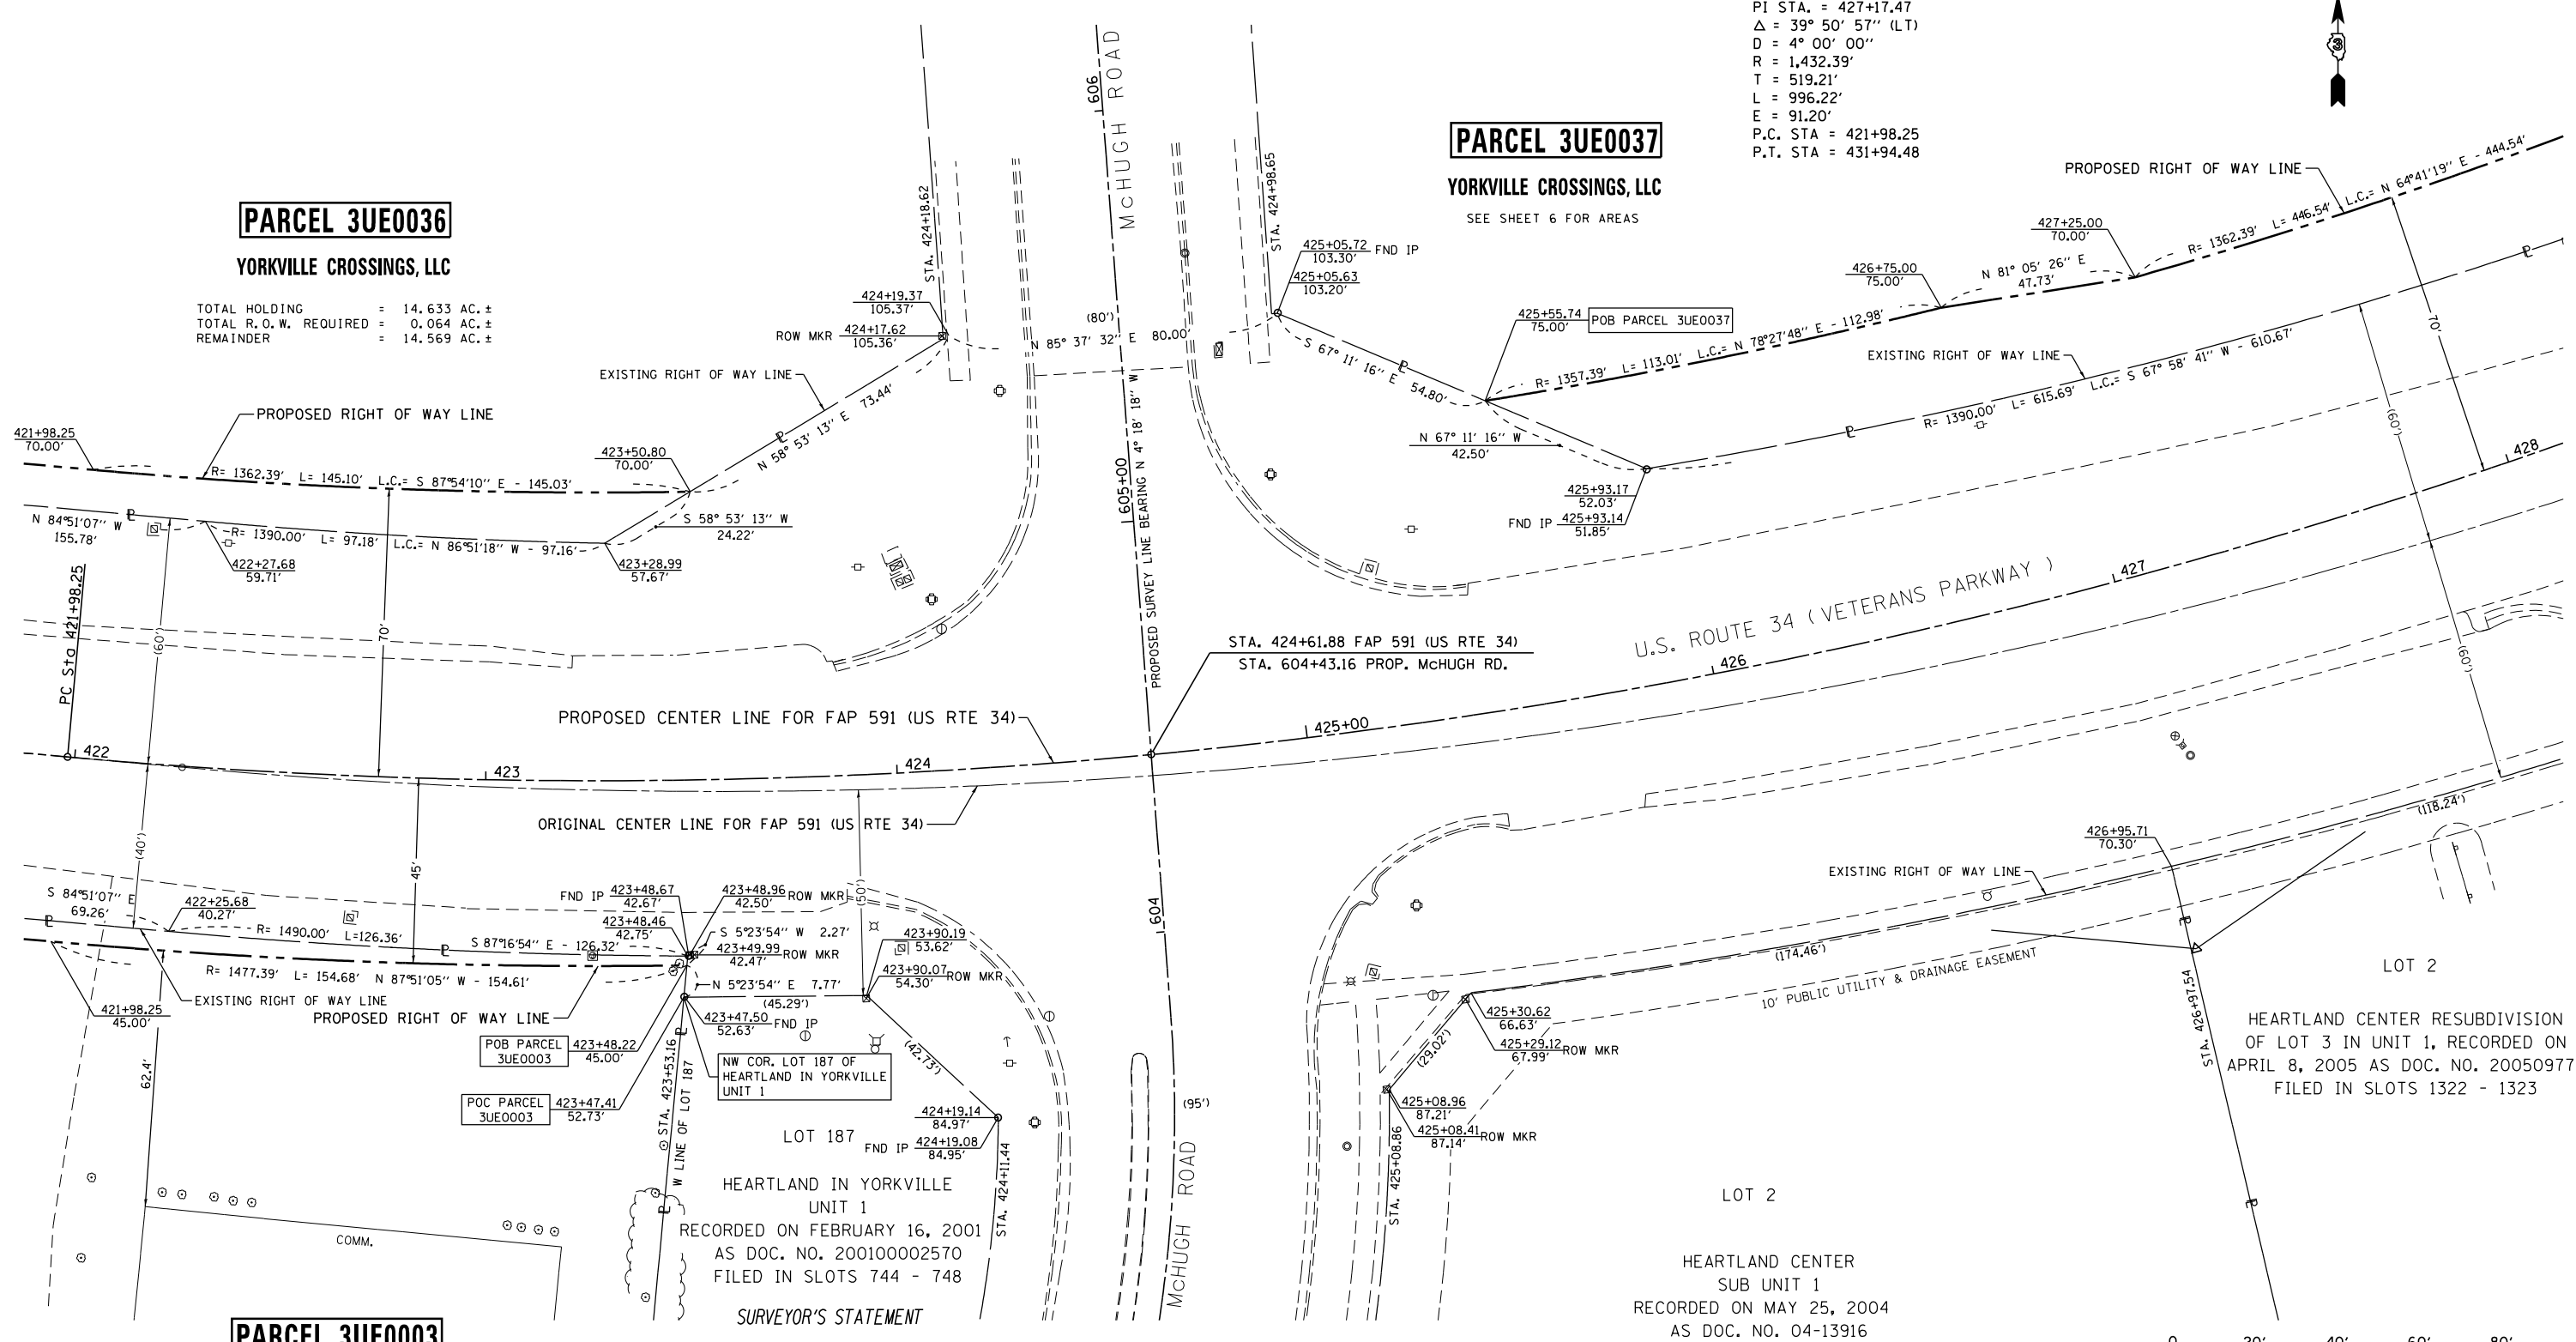 PI STA. = 427+17.47
Δ = 39° 50' 57'' (LT)
D = 4° 00' 00''
R = 1,432.39'
T = 519.21'
L = 996.22'
E = 91.20'
P.C. STA = 421+98.25
P.T. STA = 431+94.48
3
PARCEL 3UE0036
YORKVILLE CROSSINGS, LLC
TOTAL HOLDING = 14.633 AC.±
TOTAL R.O.W. REQUIRED = 0.064 AC.±
REMAINDER = 14.569 AC.±
PARCEL 3UE0037
YORKVILLE CROSSINGS, LLC
SEE SHEET 6 FOR AREAS
606
McHUGH ROAD
STA. 424+18.62
STA. 424+98.65
424+19.37
105.37'
ROW MKR 424+17.62
105.36'
EXISTING RIGHT OF WAY LINE
PROPOSED RIGHT OF WAY LINE
421+98.25
70.00'
423+50.80
70.00'
N 58° 53' 13'' E 73.44'
R= 1362.39' L= 145.10' L.C.= S 87°54'10'' E - 145.03'
S 58° 53' 13'' W
24.22'
N 84°51'07'' W
155.78'
R= 1390.00' L= 97.18' L.C.= N 86°51'18'' W - 97.16'
422+27.68
59.71'
423+28.99
57.67'
PC Sta 421+98.25
(60')
70'
(80')
N 85° 37' 32'' E 80.00'
605+00
PROPOSED SURVEY LINE BEARING N 4° 18' 18'' W
425+05.72 FND IP
103.30'
425+05.63
103.20'
S 67° 11' 16'' E 54.80'
425+55.74
75.00'
POB PARCEL 3UE0037
R= 1357.39' L= 113.01' L.C.= N 78°27'48'' E - 112.98'
426+75.00
75.00'
N 81° 05' 26'' E
47.73'
427+25.00
70.00'
PROPOSED RIGHT OF WAY LINE
R= 1362.39' L= 446.54' L.C.= N 64°41'19'' E - 444.54'
EXISTING RIGHT OF WAY LINE
R= 1390.00' L= 615.69' L.C.= S 67° 58' 41'' W - 610.67'
70'
(60')
(60')
N 67° 11' 16'' W
42.50'
425+93.17
52.03'
FND IP 425+93.14
51.85'
428
427
426
425+00
424
423
422
U.S. ROUTE 34 ( VETERANS PARKWAY )
STA. 424+61.88 FAP 591 (US RTE 34)
STA. 604+43.16 PROP. McHUGH RD.
PROPOSED CENTER LINE FOR FAP 591 (US RTE 34)
ORIGINAL CENTER LINE FOR FAP 591 (US RTE 34)
(40')
45'
(50')
604
S 84°51'07'' E
69.26'
422+25.68
40.27'
R= 1490.00' L=126.36' S 87°16'54'' E - 126.32'
R= 1477.39' L= 154.68' N 87°51'05'' W - 154.61'
EXISTING RIGHT OF WAY LINE
421+98.25
45.00'
PROPOSED RIGHT OF WAY LINE
FND IP 423+48.67
42.67'
423+48.96 ROW MKR
42.50'
423+48.46
42.75'
S 5°23'54'' W 2.27'
423+49.99 ROW MKR
42.47'
N 5°23'54'' E 7.77'
(45.29')
423+90.19
53.62'
423+90.07 ROW MKR
54.30'
423+47.50 FND IP
52.63'
POB PARCEL
3UE0003
423+48.22
45.00'
POC PARCEL
3UE0003
423+47.41
52.73'
NW COR. LOT 187 OF
HEARTLAND IN YORKVILLE
UNIT 1
(42.73')
62.4'
STA. 423+53.16
W LINE OF LOT 187
424+19.14
84.97'
FND IP 424+19.08
84.95'
LOT 187
STA. 424+11.44
HEARTLAND IN YORKVILLE
UNIT 1
RECORDED ON FEBRUARY 16, 2001
AS DOC. NO. 200100002570
FILED IN SLOTS 744 - 748
SURVEYOR'S STATEMENT
COMM.
PARCEL 3UE0003
McHUGH ROAD
(95')
(118.24')
426+95.71
70.30'
EXISTING RIGHT OF WAY LINE
(174.46')
10' PUBLIC UTILITY & DRAINAGE EASEMENT
(29.02')
425+30.62
66.63'
425+29.12 ROW MKR
67.99'
425+08.96
87.21'
425+08.41 ROW MKR
87.14'
STA. 425+08.86
STA. 426+97.54
LOT 2
HEARTLAND CENTER RESUBDIVISION
OF LOT 3 IN UNIT 1, RECORDED ON
APRIL 8, 2005 AS DOC. NO. 20050977
FILED IN SLOTS 1322 - 1323
LOT 2
HEARTLAND CENTER
SUB UNIT 1
RECORDED ON MAY 25, 2004
AS DOC. NO. 04-13916
0 20' 40' 60' 80'